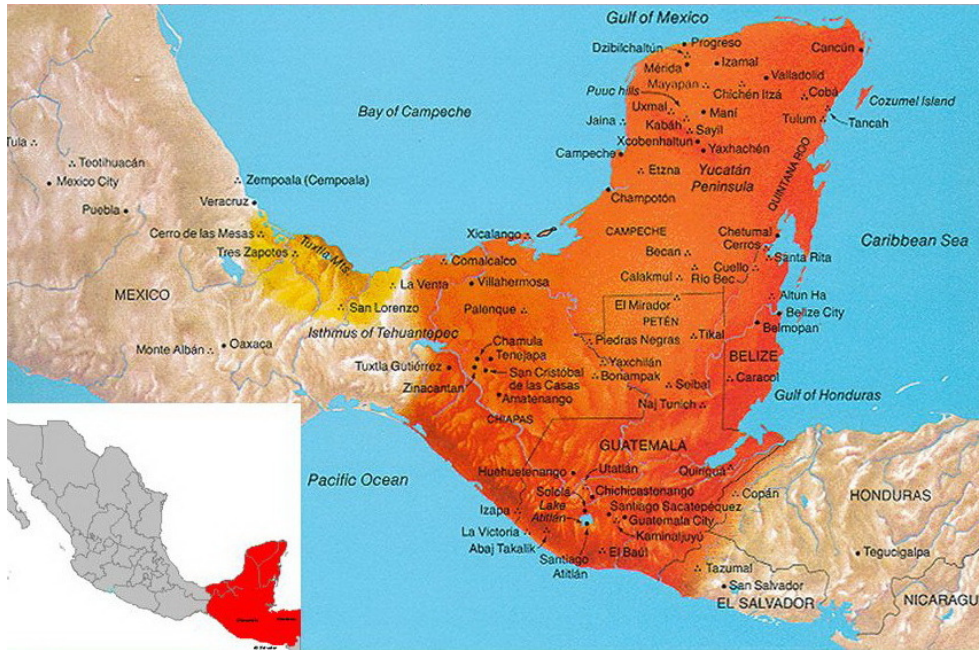 Gulf of Mexico
Progreso
Dzibilchaltún
Cancún
Mérida
Izamal
Mayapán
Valladolid
Chichén Itzá
Cobá
Puuc hills
Cozumel Island
Bay of Campeche
Uxmal
Maní
Jaina
Kabáh
Sayil
Tulum
Tancah
Tula
Xcobenhaltun
Yaxhachén
Teotihuacán
Campeche
Etzna
Yucatán
Peninsula
QUINTANA ROO
Mexico City
Zempoala (Cempoala)
Puebla
Veracruz
Champotón
Cerro de las Mesas
Xicalango
CAMPECHE
Chetumal
Cerros
Caribbean Sea
Tres Zapotes
Tuxtla Mts.
Becan
Santa Rita
Comalcalco
Cuello
Calakmul
Río Bec
La Venta
Villahermosa
MEXICO
San Lorenzo
Palenque
El Mirador
Altun Ha
Belize City
PETÉN
Isthmus of Tehuantepec
Belmopan
Piedras Negras
Tikal
Monte Albán
Oaxaca
Chamula
Tenejapa
Tuxtla Gutiérrez
San Cristóbal
de las Casas
Yaxchilán
Bonampak
BELIZE
Zinacantan
Amatenango
Seibal
Caracol
CHIAPAS
Naj Tunich
Gulf of Honduras
GUATEMALA
Pacific Ocean
Huehuetenango
Utatlán
Quiriguá
Sololá
Chichicastenango
Copán
HONDURAS
Lake
Atitlán
Izapa
Santiago Sacatepéquez
Guatemala City
La Victoria
Kaminaljuyú
Abaj Takalik
Santiago
Atitlán
El Baúl
Tegucigalpa
Tazumal
San Salvador
EL SALVADOR
NICARAGU